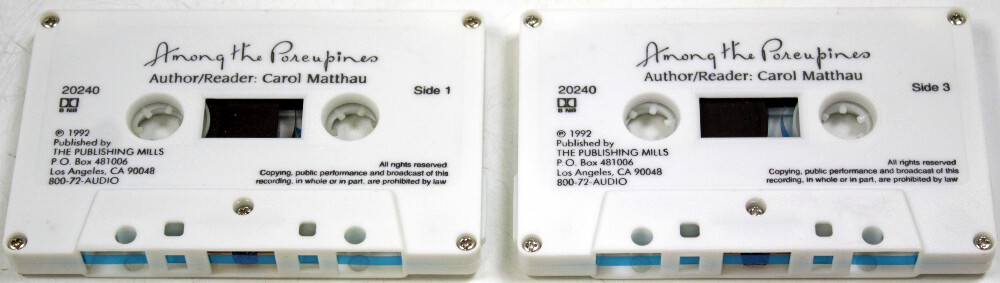 Among the Porcupines
Author/Reader: Carol Matthau
20240
Side 1
B NR
℗ 1992
Published by
THE PUBLISHING MILLS
P.O. Box 481006
Los Angeles, CA 90048
800-72-AUDIO
All rights reserved
Copying, public performance and broadcast of this
recording, in whole or in part, are prohibited by law
Among the Porcupines
Author/Reader: Carol Matthau
20240
Side 3
B NR
℗ 1992
Published by
THE PUBLISHING MILLS
P.O. Box 481006
Los Angeles, CA 90048
800-72-AUDIO
All rights reserved
Copying, public performance and broadcast of this
recording, in whole or in part, are prohibited by law